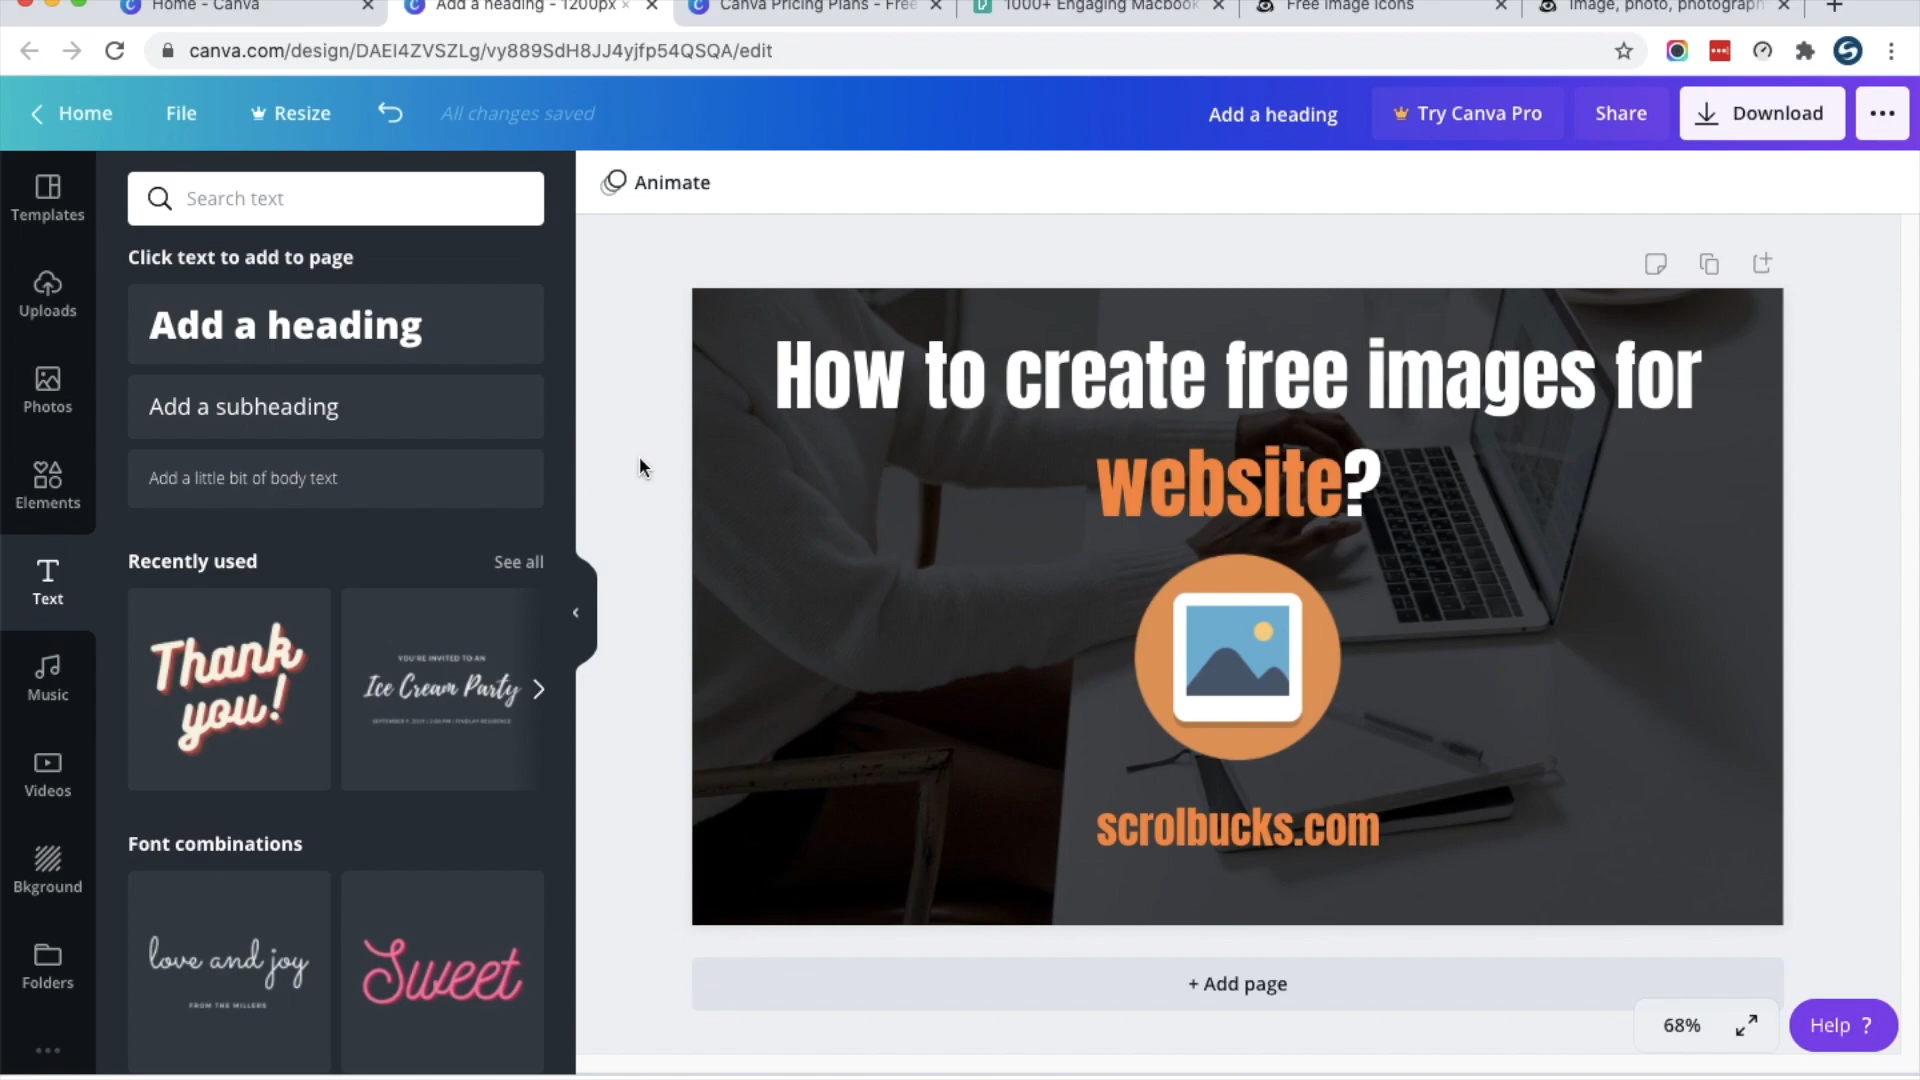 Home - Canva
Add a heading - 1200px
Canva Pricing Plans - Free
1000+ Engaging Macbook
Free Image Icons
Image, photo, photograph
canva.com/design/DAEI4ZVSZLg/vy889SdH8JJ4yjfp54QSQA/edit
Home
File
Resize
All changes saved
Add a heading
Try Canva Pro
Share
Download
Templates
Uploads
Photos
Elements
Text
Music
Videos
Bkground
Folders
Search text
Click text to add to page
Add a heading
Add a subheading
Add a little bit of body text
Recently used
See all
Thank
you!
YOU'RE INVITED TO AN
Ice Cream Party
Font combinations
love and joy
FROM THE MILLERS
Sweet
Animate
How to create free images for
website?
scrolbucks.com
+ Add page
68%
Help ?